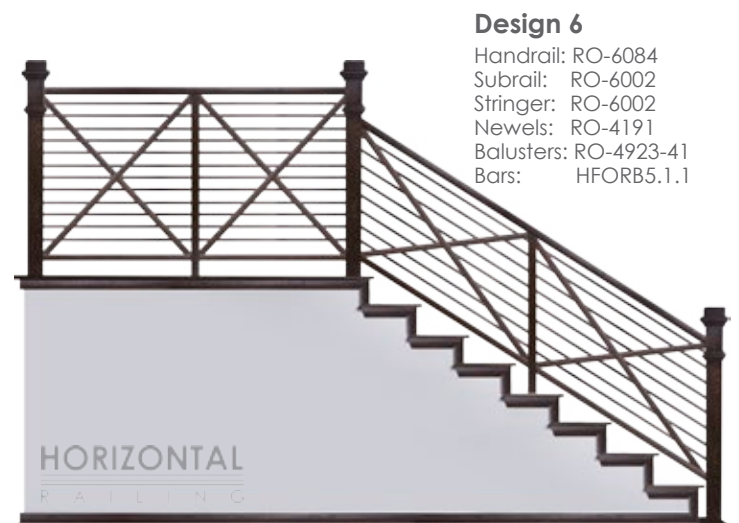 Design 6
Handrail: RO-6084
Subrail: RO-6002
Stringer: RO-6002
Newels: RO-4191
Balusters: RO-4923-41
Bars: HFORB5.1.1
HORIZONTAL
RAILING